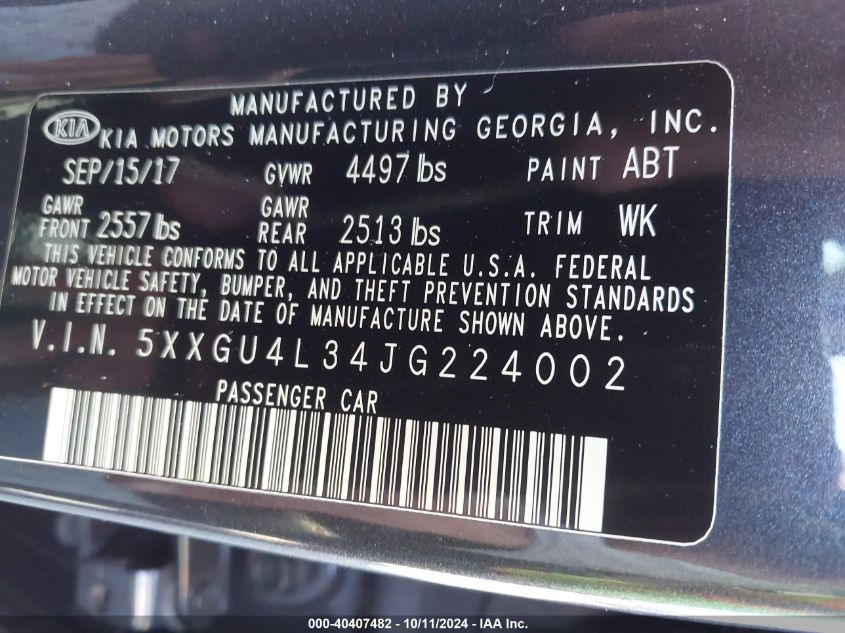 MANUFACTURED BY
KIA KIA MOTORS MANUFACTURING GEORGIA, INC.
SEP/15/17 GVWR 4497 lbs PAINT ABT
GAWR FRONT 2557 lbs GAWR REAR 2513 lbs TRIM WK
THIS VEHICLE CONFORMS TO ALL APPLICABLE U.S.A. FEDERAL
MOTOR VEHICLE SAFETY, BUMPER, AND THEFT PREVENTION STANDARDS
IN EFFECT ON THE DATE OF MANUFACTURE SHOWN ABOVE.
V.I.N. 5XXGU4L34JG224002
PASSENGER CAR
000-40407482 - 10/11/2024 - IAA Inc.